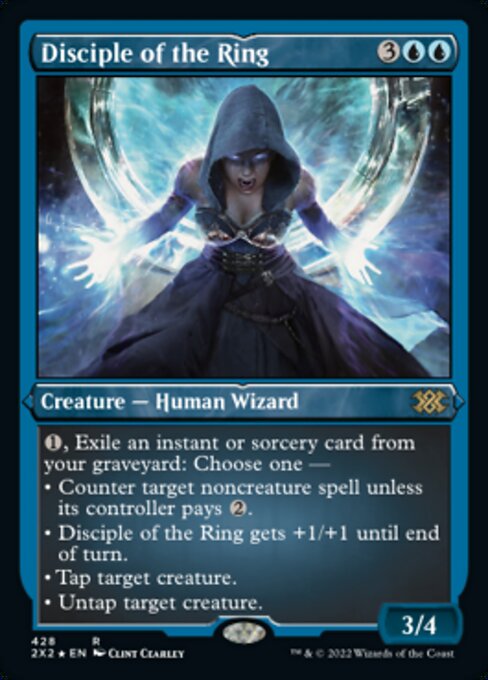 Disciple of the Ring 3
Creature — Human Wizard
1, Exile an instant or sorcery card from
your graveyard: Choose one —
• Counter target noncreature spell unless
its controller pays 2.
• Disciple of the Ring gets +1/+1 until end
of turn.
• Tap target creature.
• Untap target creature.
3/4
428 R
2X2 ★ EN Clint Cearley
™ & © 2022 Wizards of the Coast